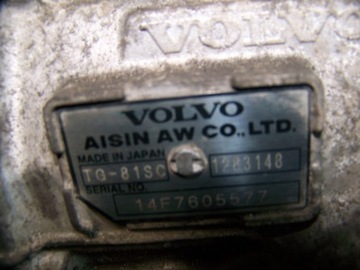 VOLVO
VOLVO
AISIN AW CO., LTD.
MADE IN JAPAN
TG-81SC 1283148
SERIAL NO.
14F7605577